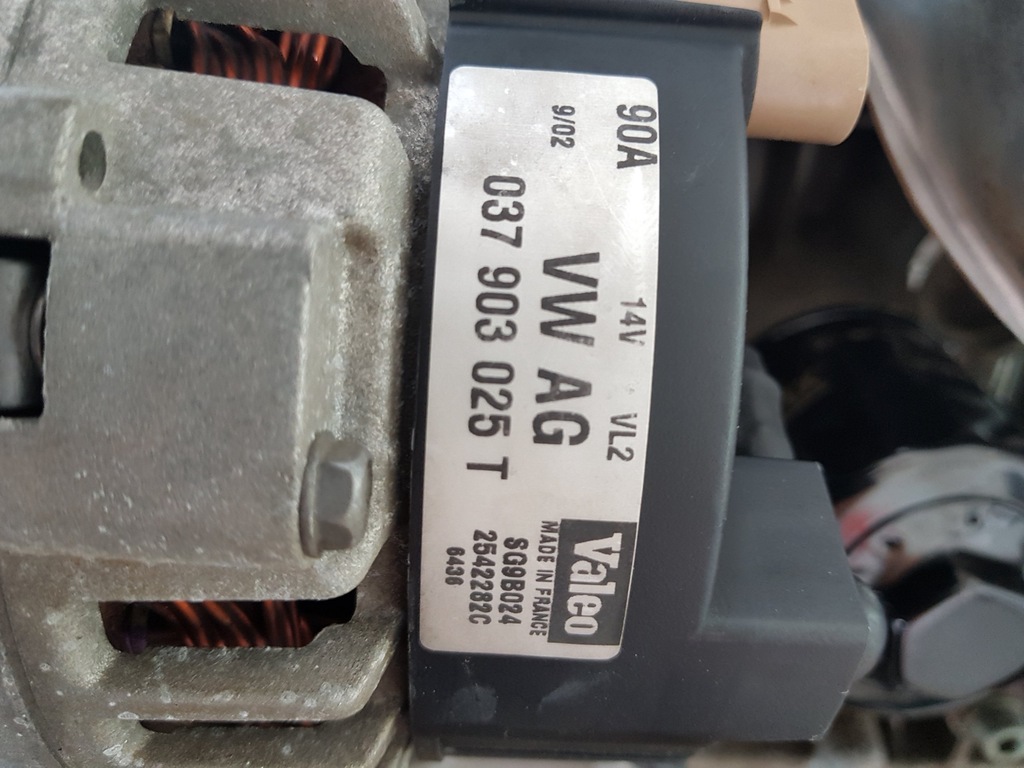 90A 14V VL2 Valeo
9/02 VW AG MADE IN FRANCE
037 903 025 T SG9B024
2542282C
6436